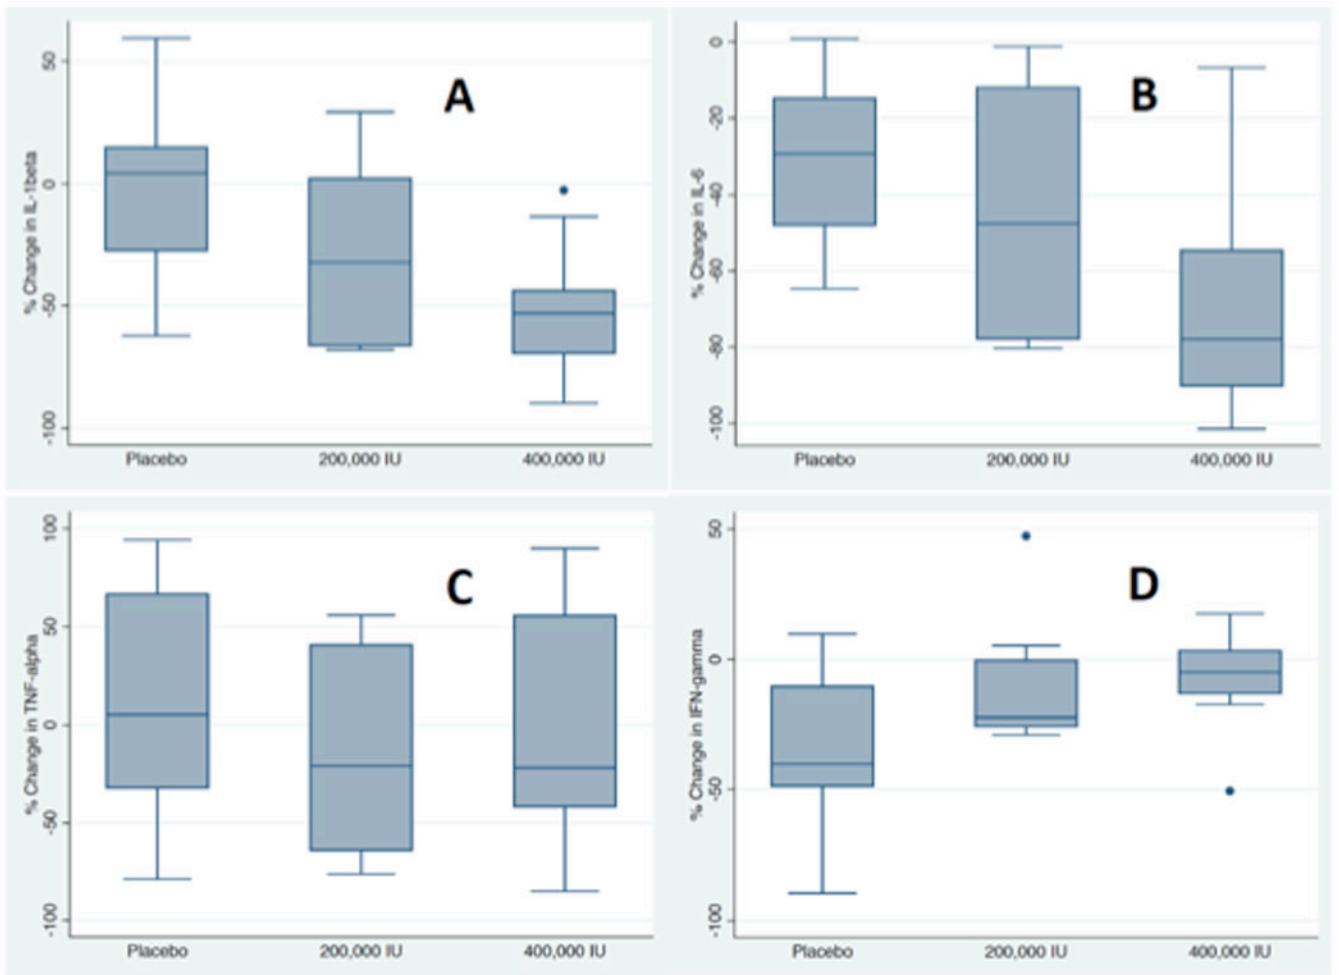 A
% Change in IL-1beta
50
0
-50
-100
Placebo 200,000 IU 400,000 IU
B
% Change in IL-6
0
-20
-40
-60
-80
-100
Placebo 200,000 IU 400,000 IU
C
% Change in TNF-alpha
100
50
0
-50
-100
Placebo 200,000 IU 400,000 IU
D
% Change in IFN-gamma
50
0
-50
-100
Placebo 200,000 IU 400,000 IU